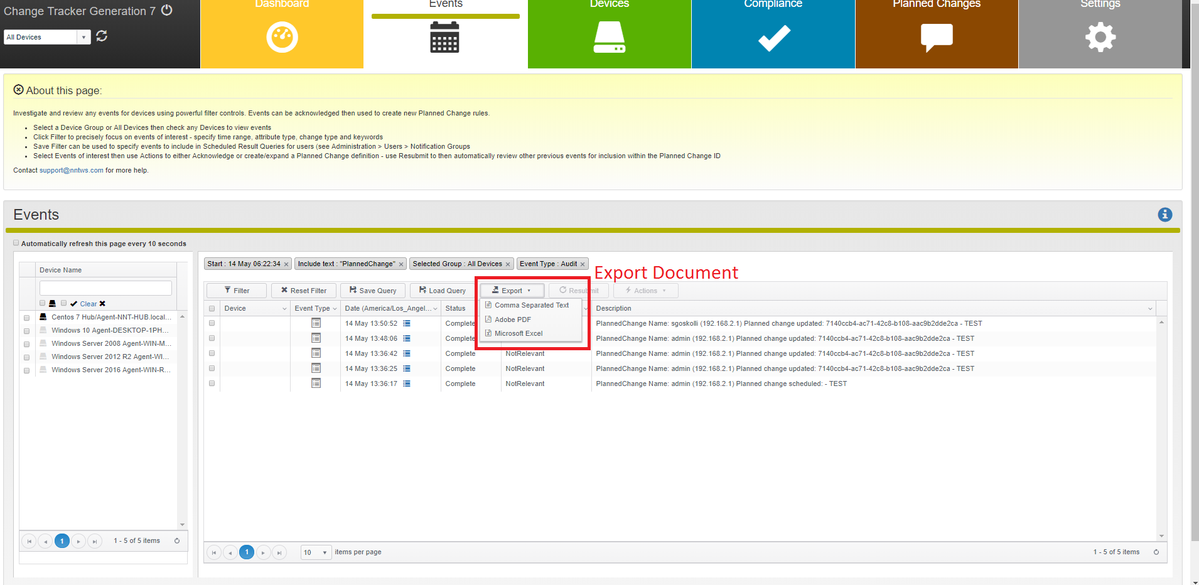 Change Tracker Generation 7
All Devices
Dashboard
Events
Devices
Compliance
Planned Changes
Settings
About this page:
Investigate and review any events for devices using powerful filter controls. Events can be acknowledged then used to create new Planned Change rules.
Select a Device Group or All Devices then check any Devices to view events
Click Filter to precisely focus on events of interest - specify time range, attribute type, change type and keywords
Save Filter can be used to specify events to include in Scheduled Result Queries for users (see Administration > Users > Notification Groups
Select Events of interest then use Actions to either Acknowledge or create/expand a Planned Change definition - use Resubmit to then automatically review other previous events for inclusion within the Planned Change ID
Contact support@nntws.com for more help.
Events
Automatically refresh this page every 10 seconds
Device Name
Clear
Centos 7 Hub/Agent-NNT-HUB.local...
Windows 10 Agent-DESKTOP-1PH...
Windows Server 2008 Agent-WIN-M...
Windows Server 2012 R2 Agent-WI...
Windows Server 2016 Agent-WIN-R...
1
1 - 5 of 5 items
Start : 14 May 06:22:34 × Include text : "PlannedChange" × Selected Group : All Devices × Event Type : Audit ×
Export Document
Filter Reset Filter Save Query Load Query Export Resubmit Actions
Comma Separated Text
Adobe PDF
Microsoft Excel
Device Event Type Date (America/Los_Angel... Status Description
14 May 13:50:52 Complete PlannedChange Name: sgoskolli (192.168.2.1) Planned change updated: 7140ccb4-ac71-42c8-b108-aac9b2dde2ca - TEST
14 May 13:48:06 Complete PlannedChange Name: admin (192.168.2.1) Planned change updated: 7140ccb4-ac71-42c8-b108-aac9b2dde2ca - TEST
14 May 13:36:42 Complete NotRelevant PlannedChange Name: admin (192.168.2.1) Planned change updated: 7140ccb4-ac71-42c8-b108-aac9b2dde2ca - TEST
14 May 13:36:25 Complete NotRelevant PlannedChange Name: admin (192.168.2.1) Planned change updated: 7140ccb4-ac71-42c8-b108-aac9b2dde2ca - TEST
14 May 13:36:17 Complete NotRelevant PlannedChange Name: admin (192.168.2.1) Planned change scheduled: - TEST
1
10 items per page
1 - 5 of 5 items